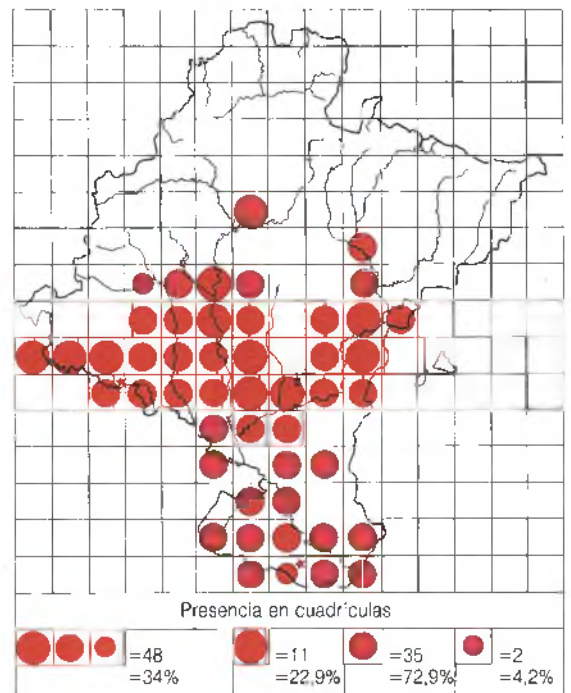 Presencia en cuadrículas
=48 =11 =35 =2
=34% =22,9% =72,9% =4,2%